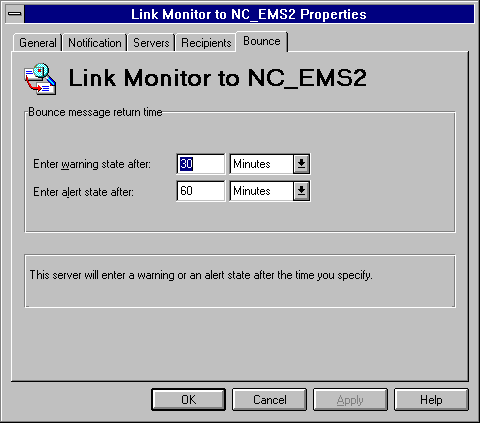 Link Monitor to NC_EMS2 Properties
General Notification Servers Recipients Bounce
Link Monitor to NC_EMS2
Bounce message return time
Enter warning state after: 30 Minutes
Enter alert state after: 60 Minutes
This server will enter a warning or an alert state after the time you specify.
OK Cancel Apply Help